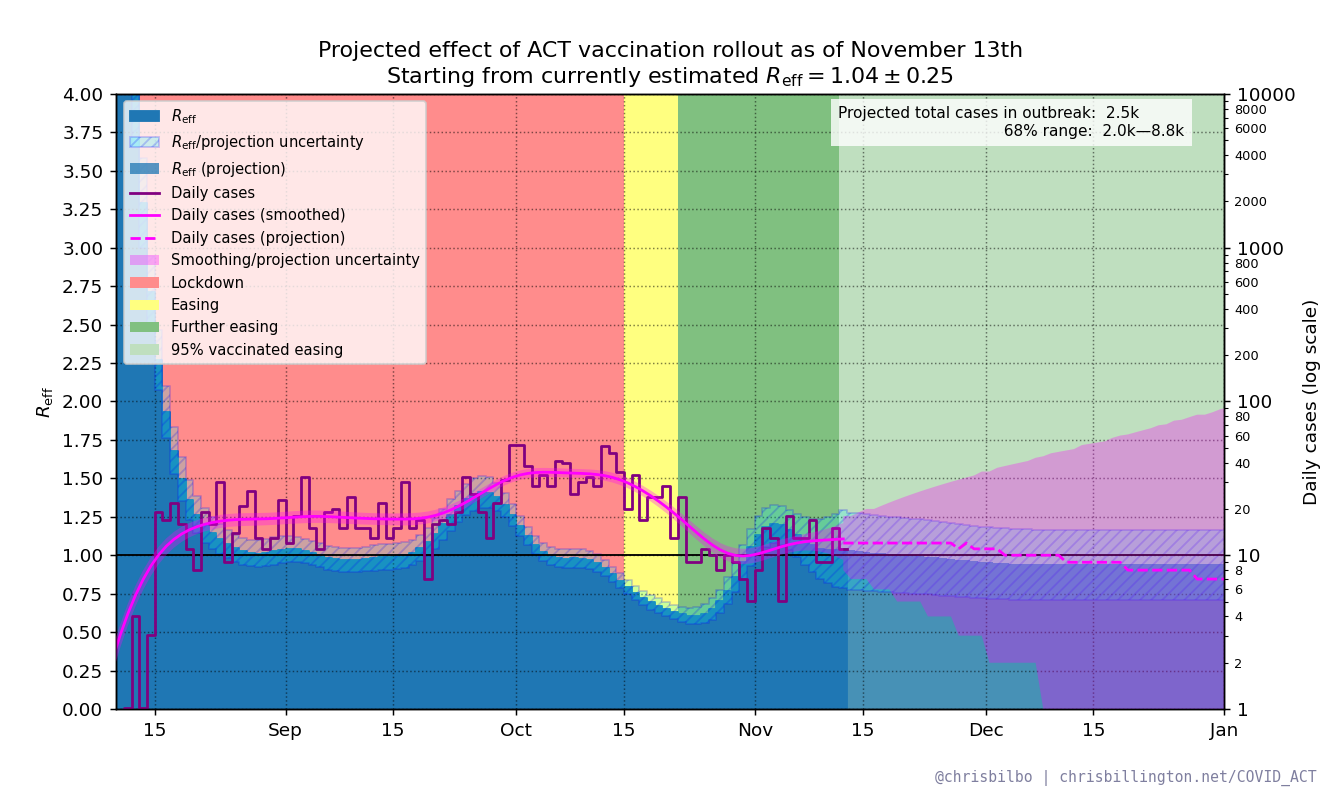 Projected effect of ACT vaccination rollout as of November 13th
Starting from currently estimated R_eff = 1.04 ± 0.25
Projected total cases in outbreak: 2.5k
68% range: 2.0k—8.8k
R_eff
R_eff/projection uncertainty
R_eff (projection)
Daily cases
Daily cases (smoothed)
Daily cases (projection)
Smoothing/projection uncertainty
Lockdown
Easing
Further easing
95% vaccinated easing
R_eff
4.00
3.75
3.50
3.25
3.00
2.75
2.50
2.25
2.00
1.75
1.50
1.25
1.00
0.75
0.50
0.25
0.00
10000
8000
6000
4000
2000
1000
800
600
400
200
100
80
60
40
20
10
8
6
4
2
1
Daily cases (log scale)
15 Sep 15 Oct 15 Nov 15 Dec 15 Jan
@chrisbilbo | chrisbillington.net/COVID_ACT